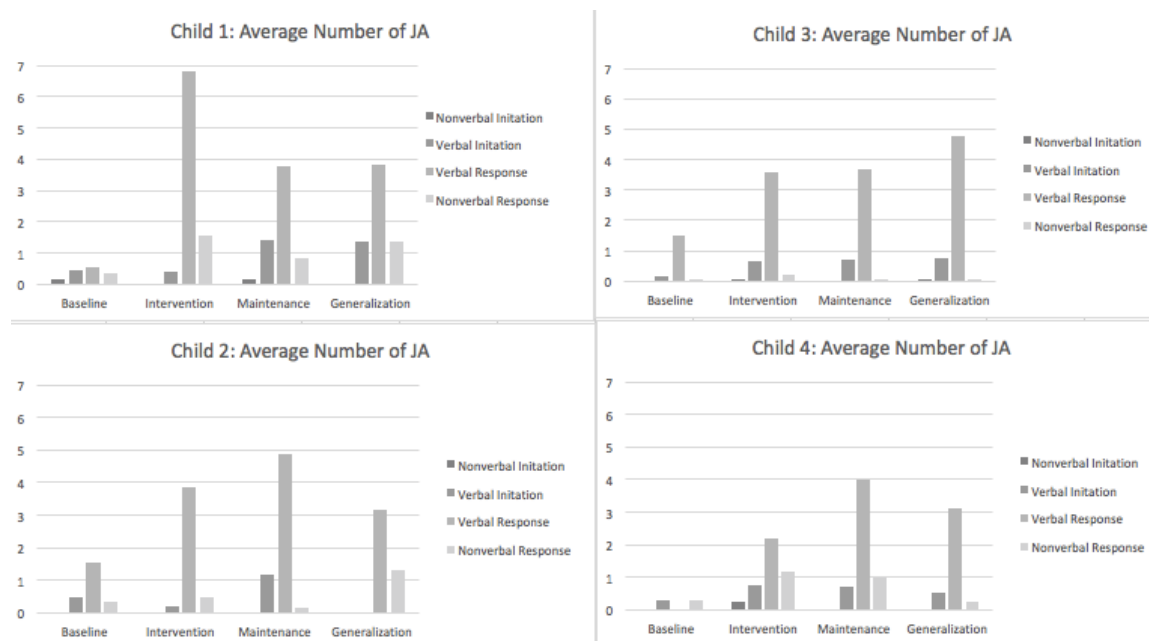 Child 1: Average Number of JA
7
6
5
4
3
2
1
0
Baseline Intervention Maintenance Generalization
Nonverbal Initation
Verbal Initation
Verbal Response
Nonverbal Response
Child 3: Average Number of JA
7
6
5
4
3
2
1
0
Baseline Intervention Maintenance Generalization
Nonverbal Initation
Verbal Initation
Verbal Response
Nonverbal Response
Child 2: Average Number of JA
7
6
5
4
3
2
1
0
Baseline Intervention Maintenance Generalization
Nonverbal Initation
Verbal Initation
Verbal Response
Nonverbal Response
Child 4: Average Number of JA
7
6
5
4
3
2
1
0
Baseline Intervention Maintenance Generalization
Nonverbal Initation
Verbal Initation
Verbal Response
Nonverbal Response